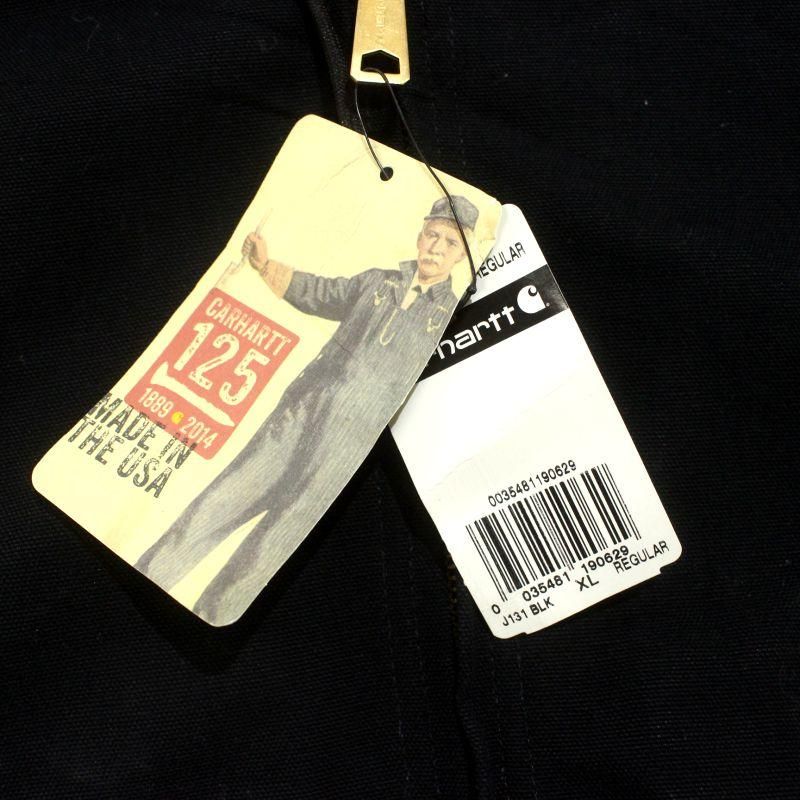 CARHARTT
125
1889 2014
MADE IN
THE USA
REGULAR
hartt
0035481190629
0 035481 190629
J131 BLK XL REGULAR